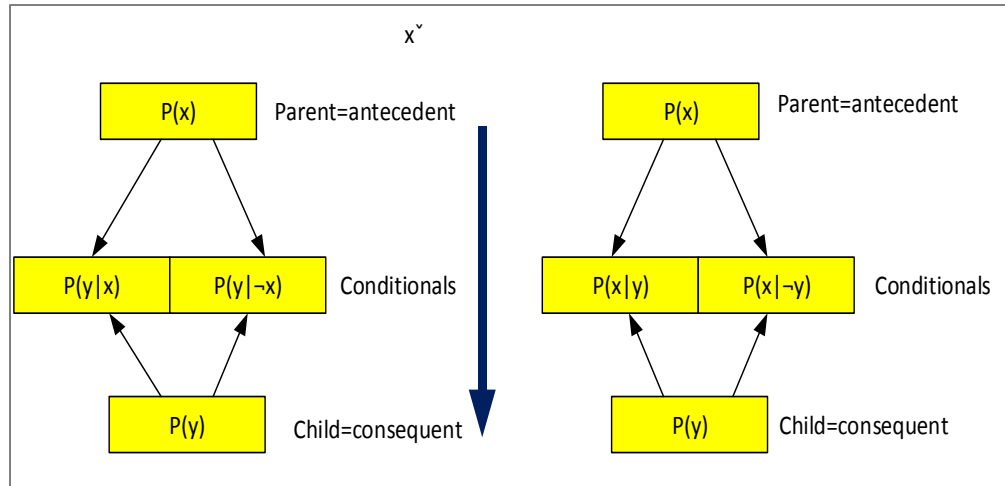 xˇ
P(x)
Parent=antecedent
P(y|x)
P(y|¬x)
Conditionals
P(y)
Child=consequent
P(x)
Parent=antecedent
P(x|y)
P(x|¬y)
Conditionals
P(y)
Child=consequent